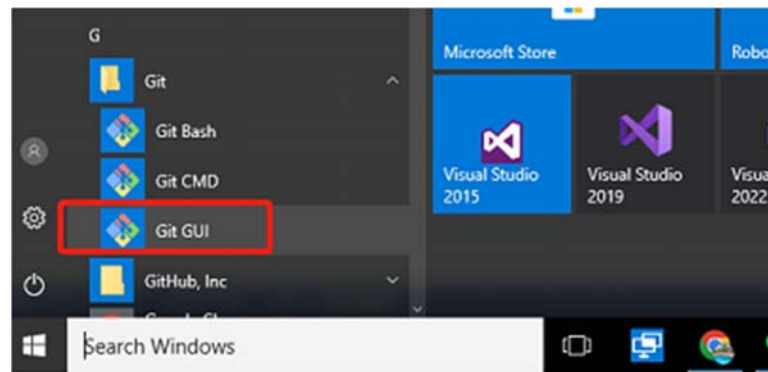 G
Git
Git Bash
Git CMD
Git GUI
GitHub, Inc
Search Windows
Microsoft Store
Visual Studio
2015
Visual Studio
2019
2022